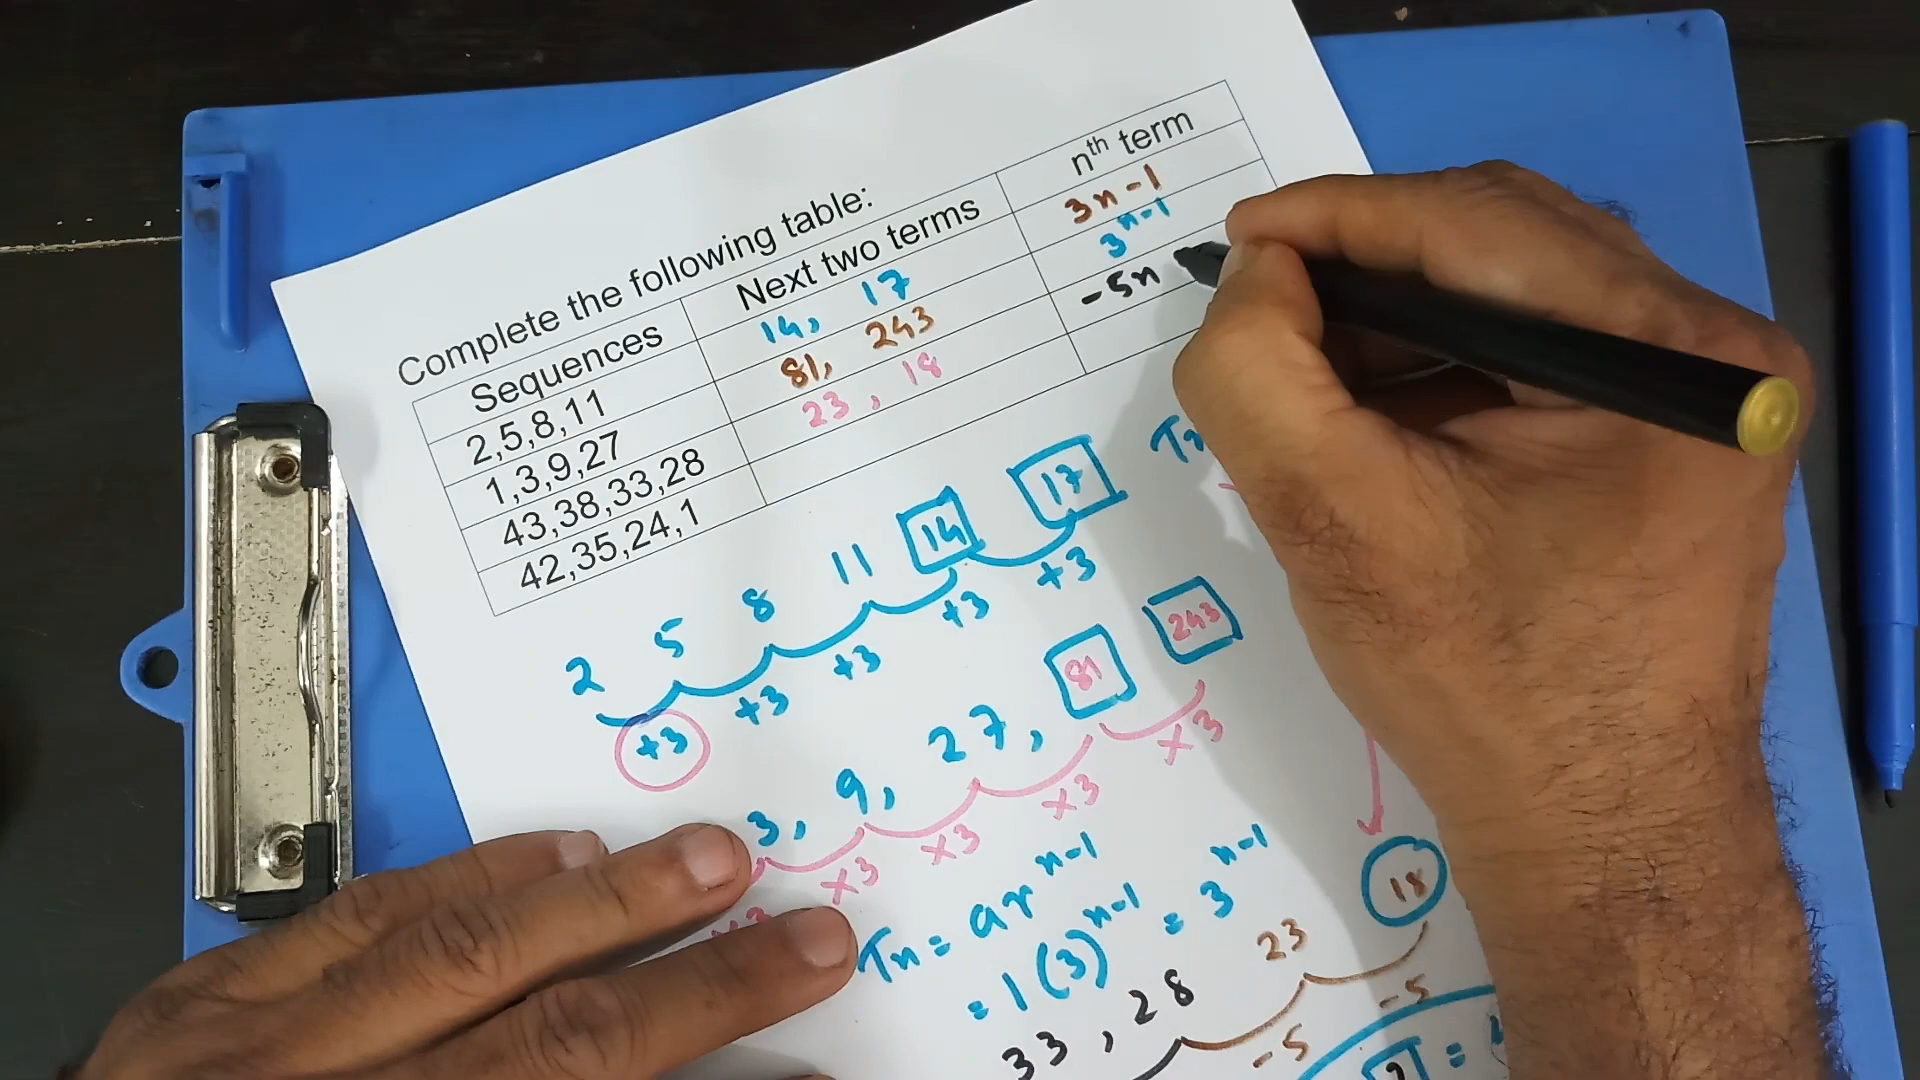 Complete the following table:
Sequences Next two terms nth term
2,5,8,11 14, 17 3n-1
1,3,9,27 81, 243 3^n-1
43,38,33,28 23, 18 -5n
42,35,24,1
2 5 8 11 14 17
+3 +3 +3 +3 +3
3, 9, 27, 81 243
×3 ×3 ×3 ×3 ×3
Tn = ar^n-1
= 1(3)^n-1 = 3^n-1
33, 28 23 18
-5 -5